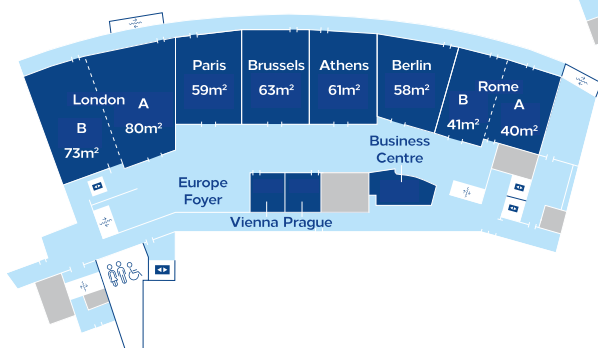 London
A
80m²
B
73m²
Paris
59m²
Brussels
63m²
Athens
61m²
Berlin
58m²
Rome
B
41m²
A
40m²
Business
Centre
Europe
Foyer
Vienna Prague